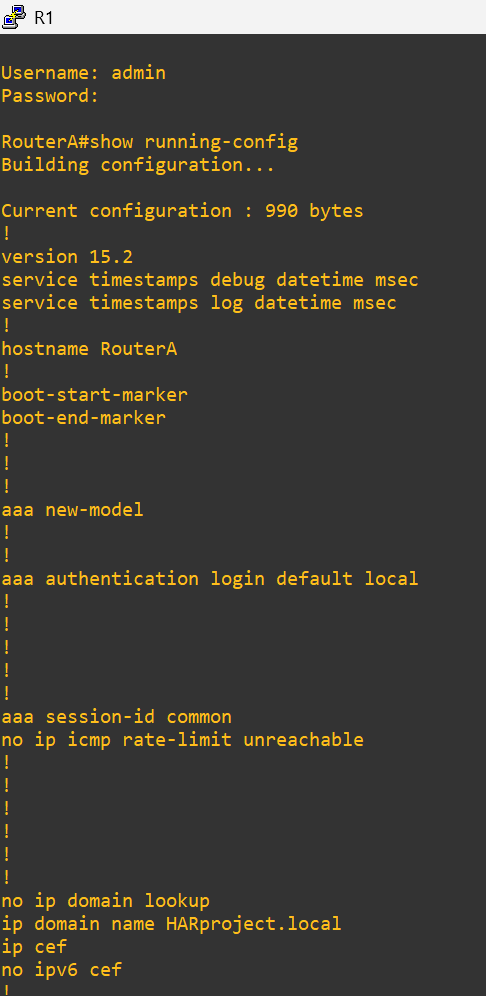 R1
Username: admin
Password:
RouterA#show running-config
Building configuration...
Current configuration : 990 bytes
!
version 15.2
service timestamps debug datetime msec
service timestamps log datetime msec
!
hostname RouterA
!
boot-start-marker
boot-end-marker
!
!
!
aaa new-model
!
!
aaa authentication login default local
!
!
!
!
!
aaa session-id common
no ip icmp rate-limit unreachable
!
!
!
!
!
!
no ip domain lookup
ip domain name HARproject.local
ip cef
no ipv6 cef
!